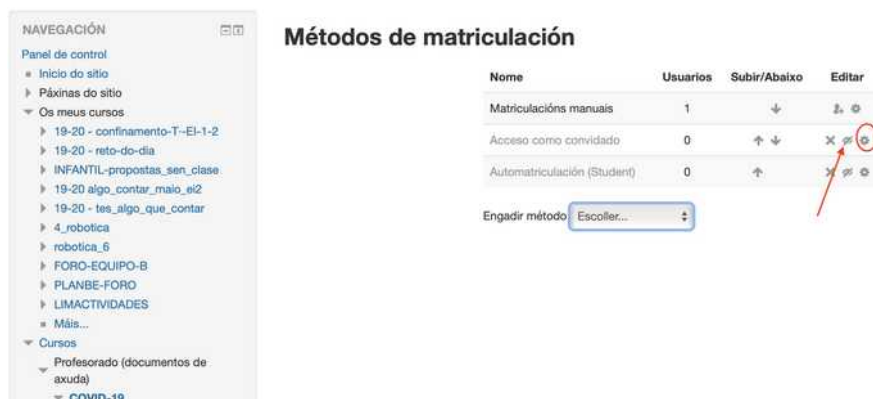 NAVEGACIÓN
Panel de control
Inicio do sitio
Páxinas do sitio
Os meus cursos
19-20 - confinamento-T--EI-1-2
19-20 - reto-do-dia
INFANTIL-propostas_sen_clase
19-20 algo_contar_maio_ei2
19-20 - tes_algo_que_contar
4_robotica
robotica_6
FORO-EQUIPO-B
PLANBE-FORO
LIMACTIVIDADES
Máis...
Cursos
Profesorado (documentos de
axuda)
COVID-19
Métodos de matriculación
Nome Usuarios Subir/Abaixo Editar
Matriculacións manuais 1
Acceso como convidado 0
Automatriculación (Student) 0
Engadir método Escoller...